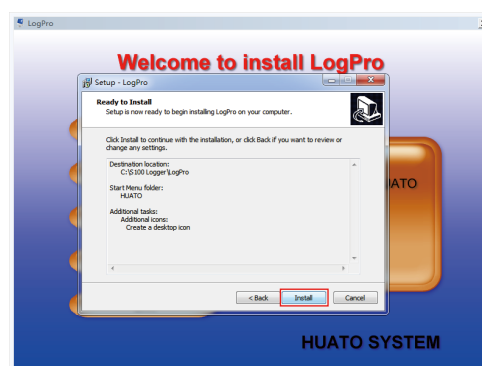 LogPro
Welcome to install LogPro
Setup - LogPro
Ready to Install
Setup is now ready to begin installing LogPro on your computer.
Click Install to continue with the installation, or click Back if you want to review or
change any settings.
Destination location:
C:\S100 Logger\LogPro
Start Menu folder:
HUATO
Additional tasks:
Additional icons:
Create a desktop icon
< Back
Install
Cancel
HUATO SYSTEM